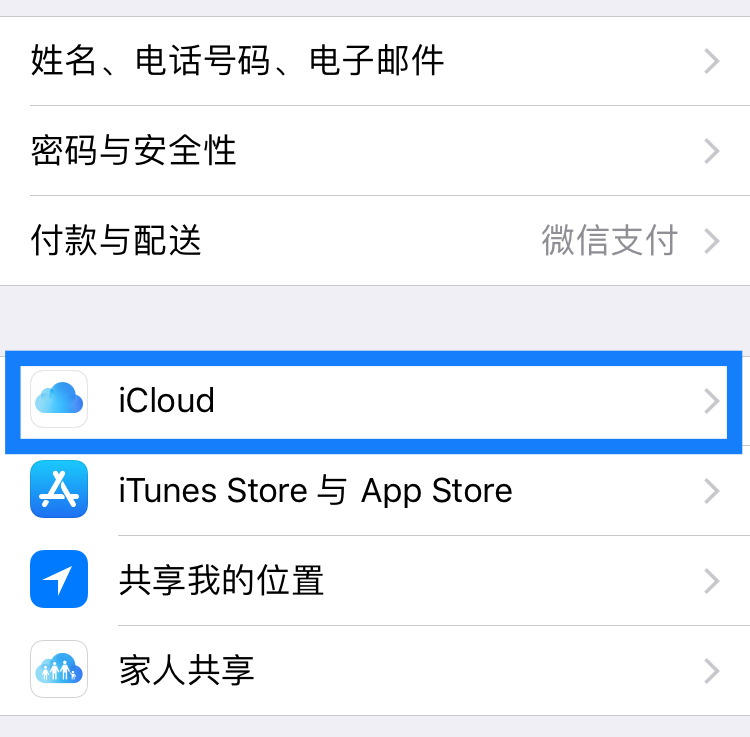 姓名、电话号码、电子邮件
密码与安全性
付款与配送 微信支付
iCloud
iTunes Store 与 App Store
共享我的位置
家人共享